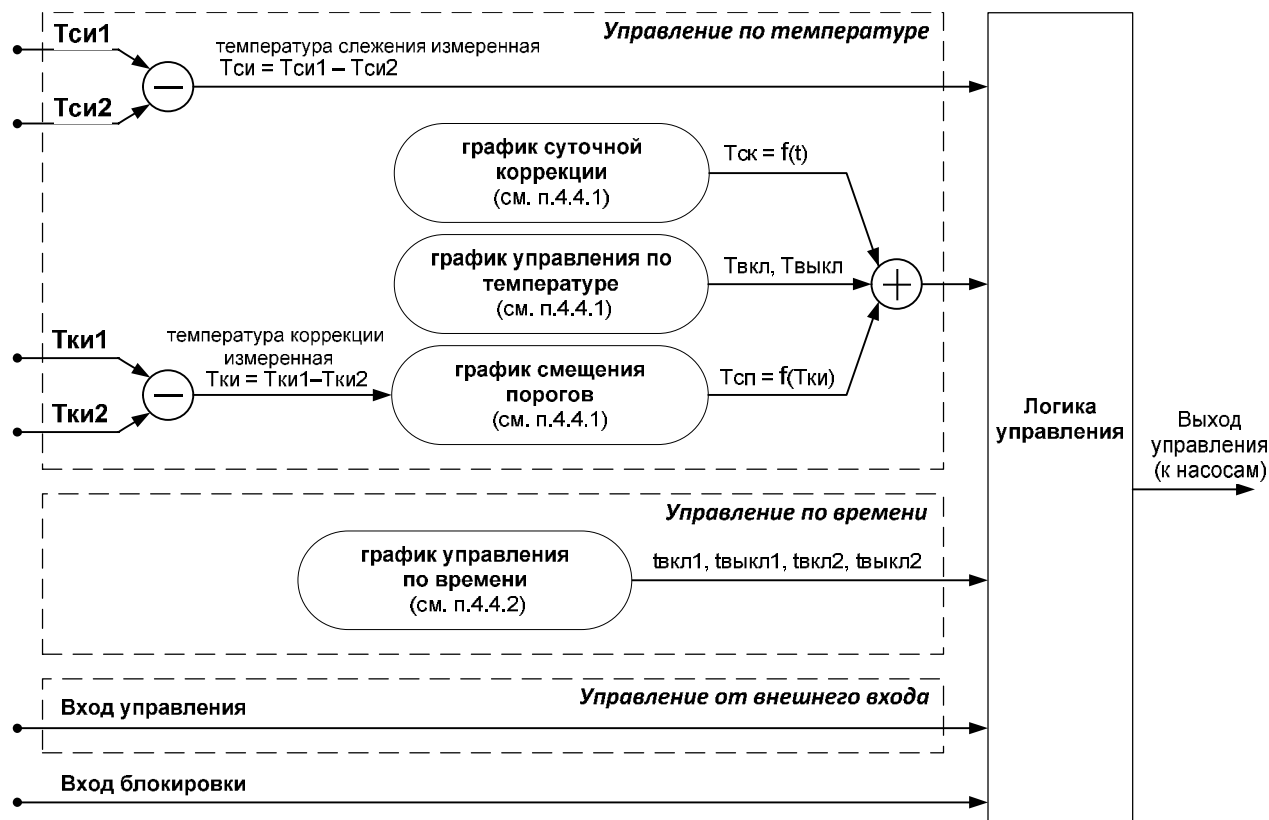 Тси1
Управление по температуре
температура слежения измеренная
Тси = Тси1 – Тси2
Тси2
график суточной
коррекции
(см. п.4.4.1)
Тск = f(t)
график управления по
температуре
(см. п.4.4.1)
Твкл, Твыкл
Тки1
температура коррекции
измеренная
Тки = Тки1–Тки2
график смещения
порогов
(см. п.4.4.1)
Тсп = f(Тки)
Тки2
Логика
управления
Выход
управления
(к насосам)
Управление по времени
график управления
по времени
(см. п.4.4.2)
tвкл1, tвыкл1, tвкл2, tвыкл2
Управление от внешнего входа
Вход управления
Вход блокировки